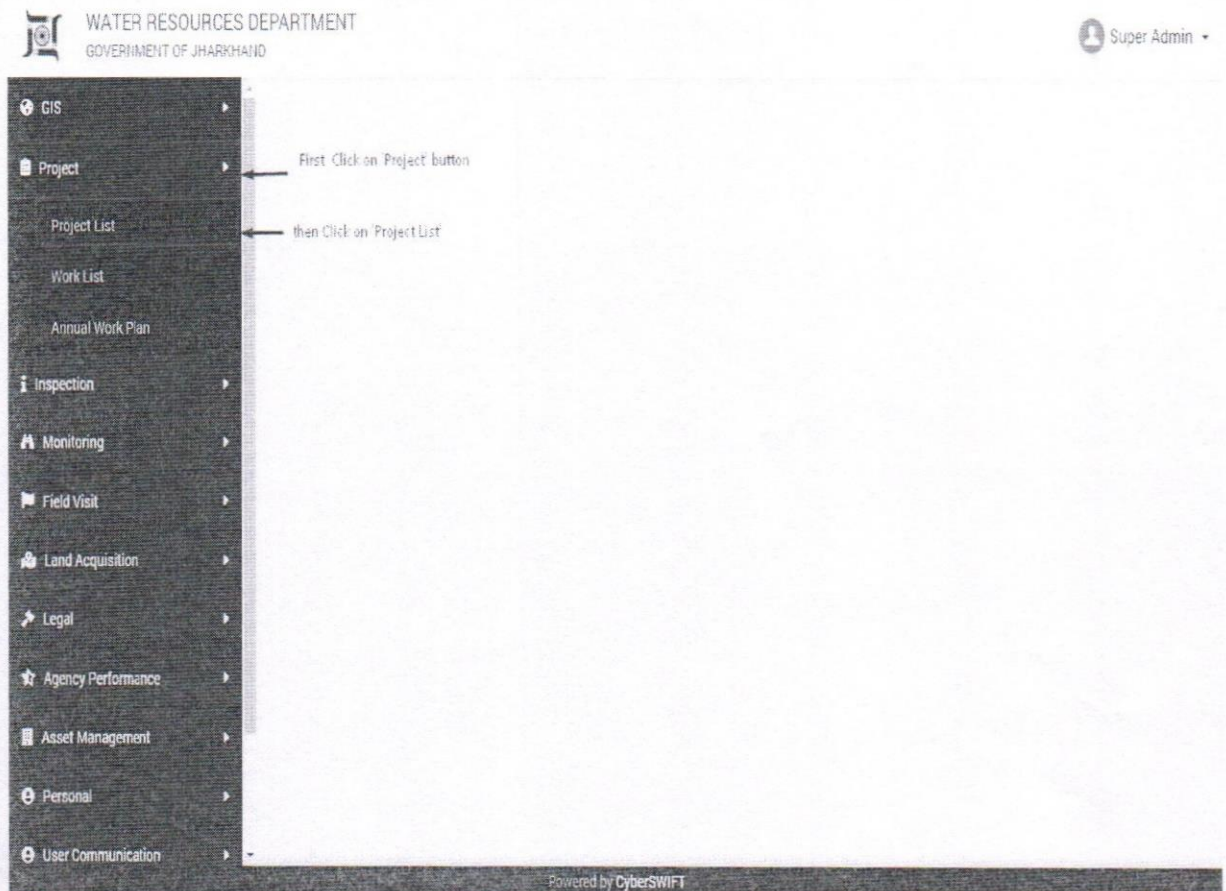 WATER RESOURCES DEPARTMENT
GOVERNMENT OF JHARKHAND
Super Admin
GIS
Project
First Click on 'Project' button
Project List
then Click on 'Project List'
Work List
Annual Work Plan
Inspection
Monitoring
Field Visit
Land Acquisition
Legal
Agency Performance
Asset Management
Personal
User Communication
Powered by CyberSWIFT